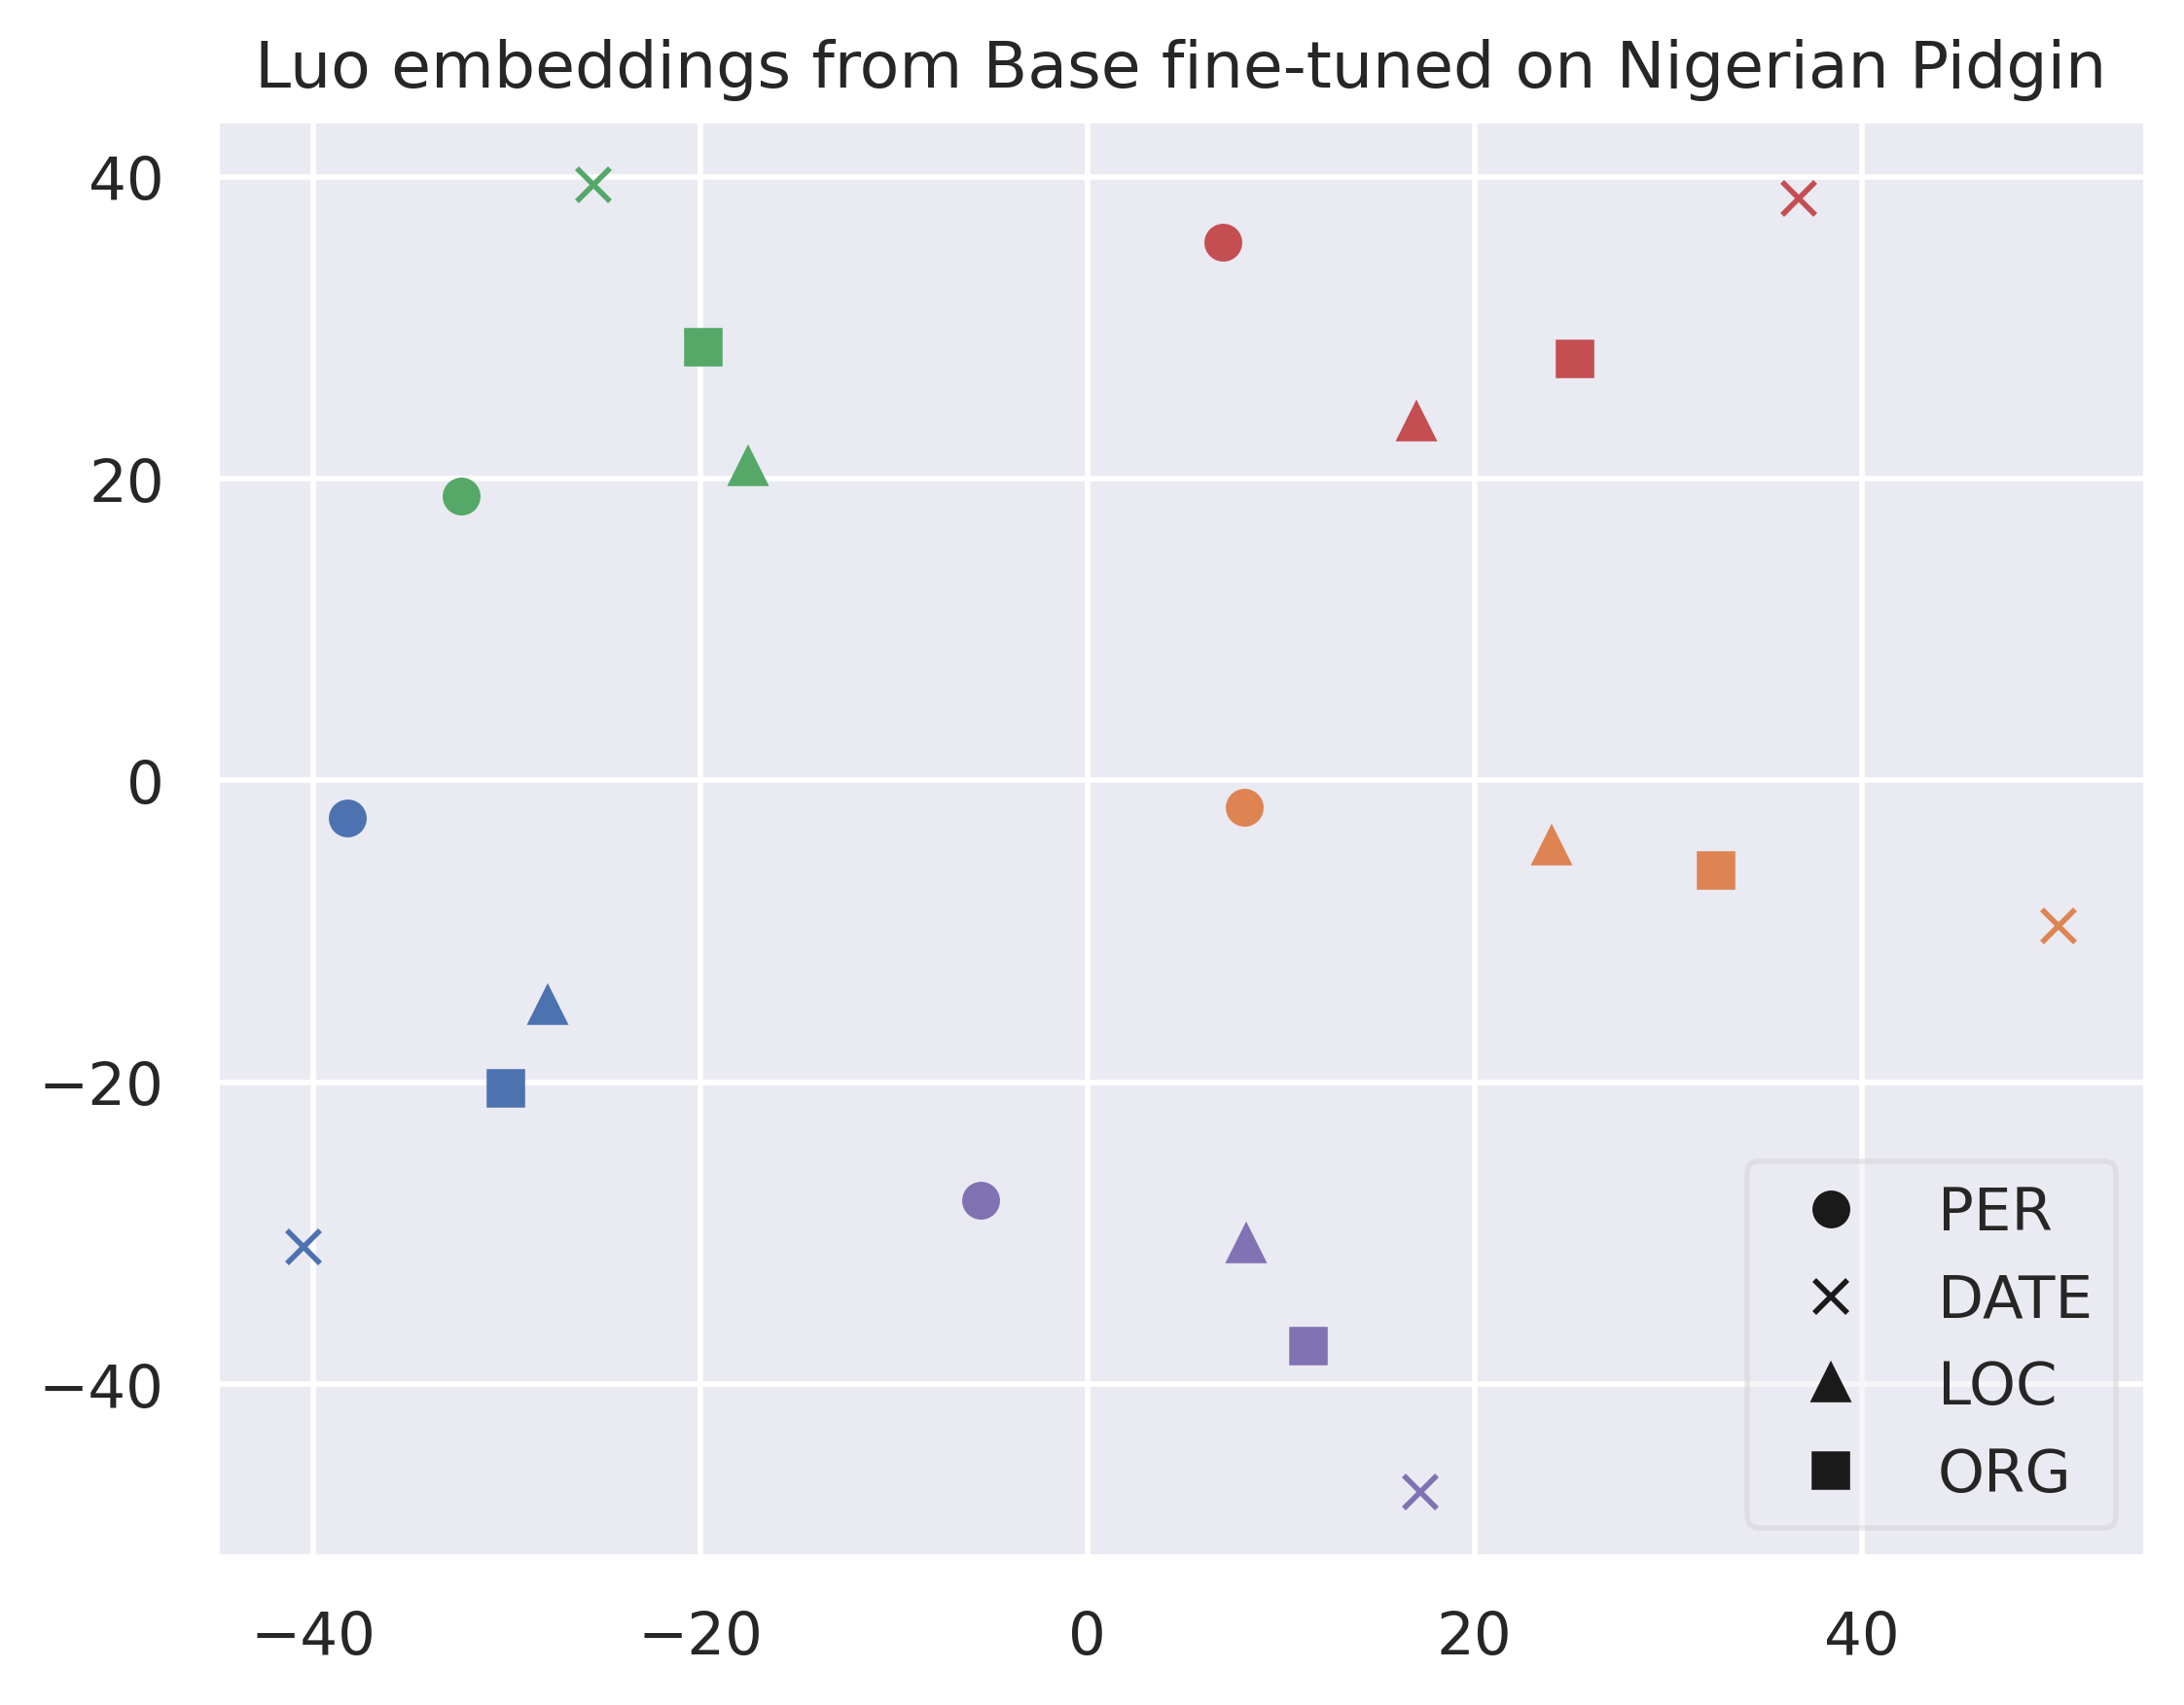 Luo embeddings from Base fine-tuned on Nigerian Pidgin
40
20
0
−20
−40
PER
DATE
LOC
ORG
−40 −20 0 20 40